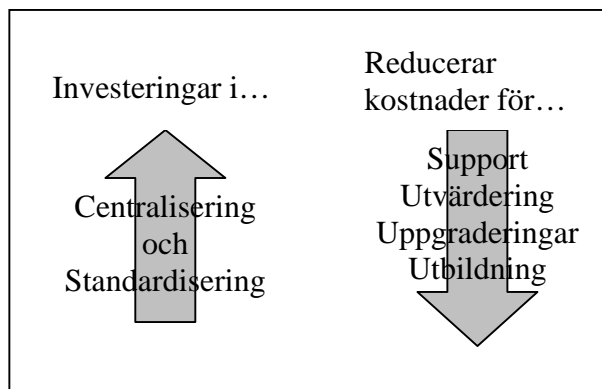 Investeringar i…
Centralisering
och
Standardisering
Reducerar
kostnader för…
Support
Utvärdering
Uppgraderingar
Utbildning